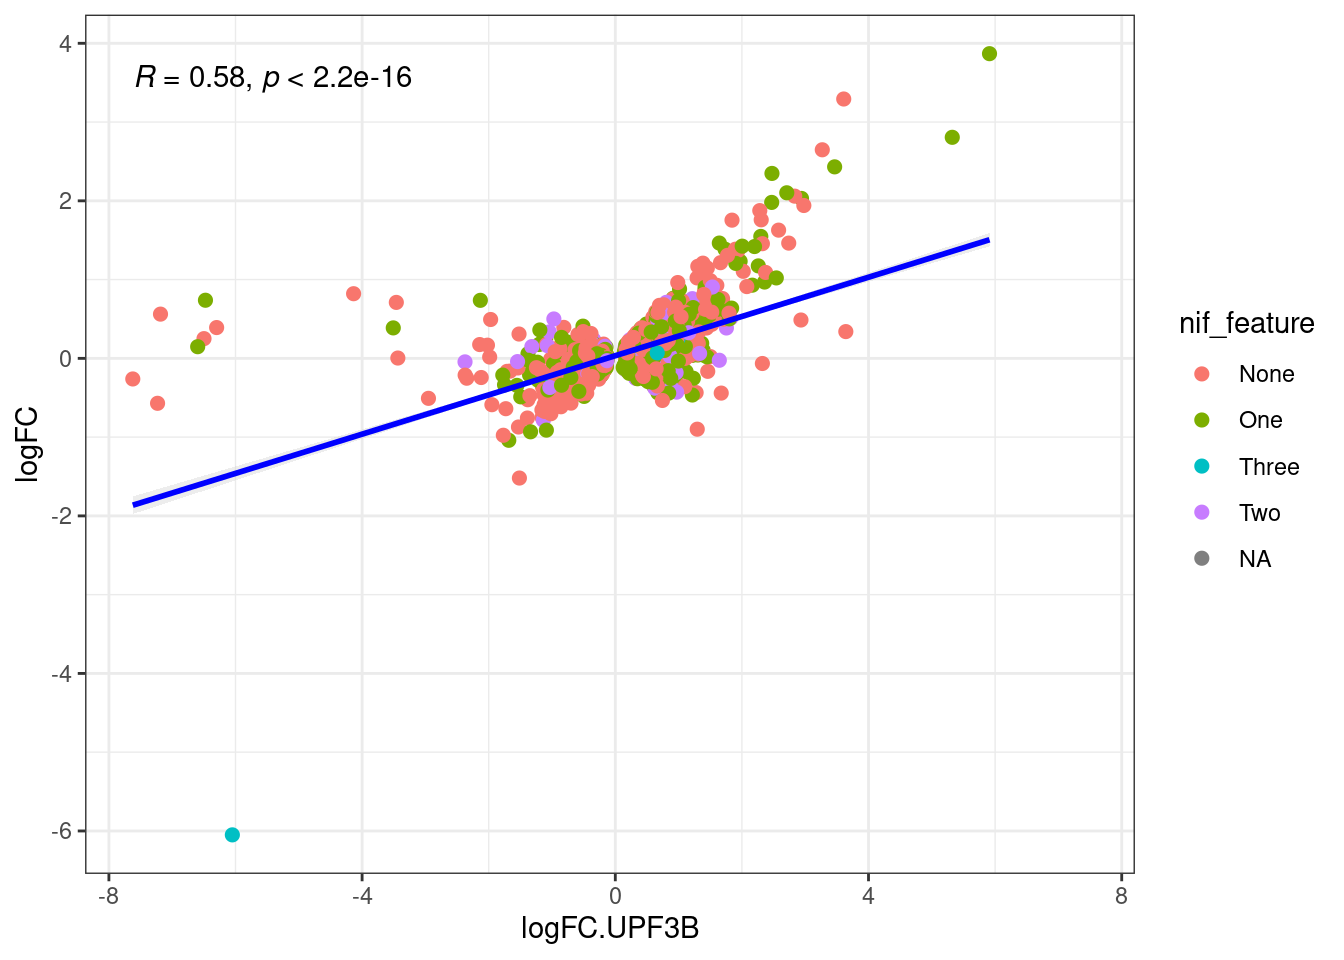 R = 0.58, p < 2.2e-16
4
2
0
-2
-4
-6
-8
-4
0
4
8
logFC.UPF3B
logFC
nif_feature
None
One
Three
Two
NA